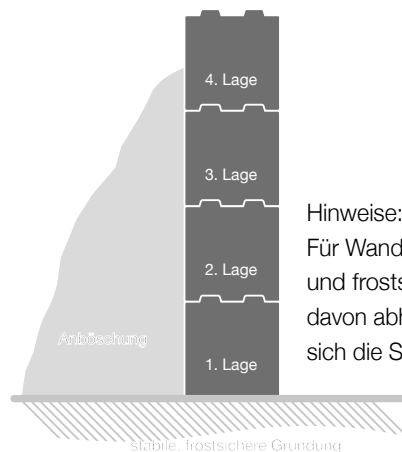 4. Lage
3. Lage
2. Lage
1. Lage
Anböschung
stabile, frostsichere Gründung
Hinweise:
Für Wand
und frosts
davon abh
sich die S